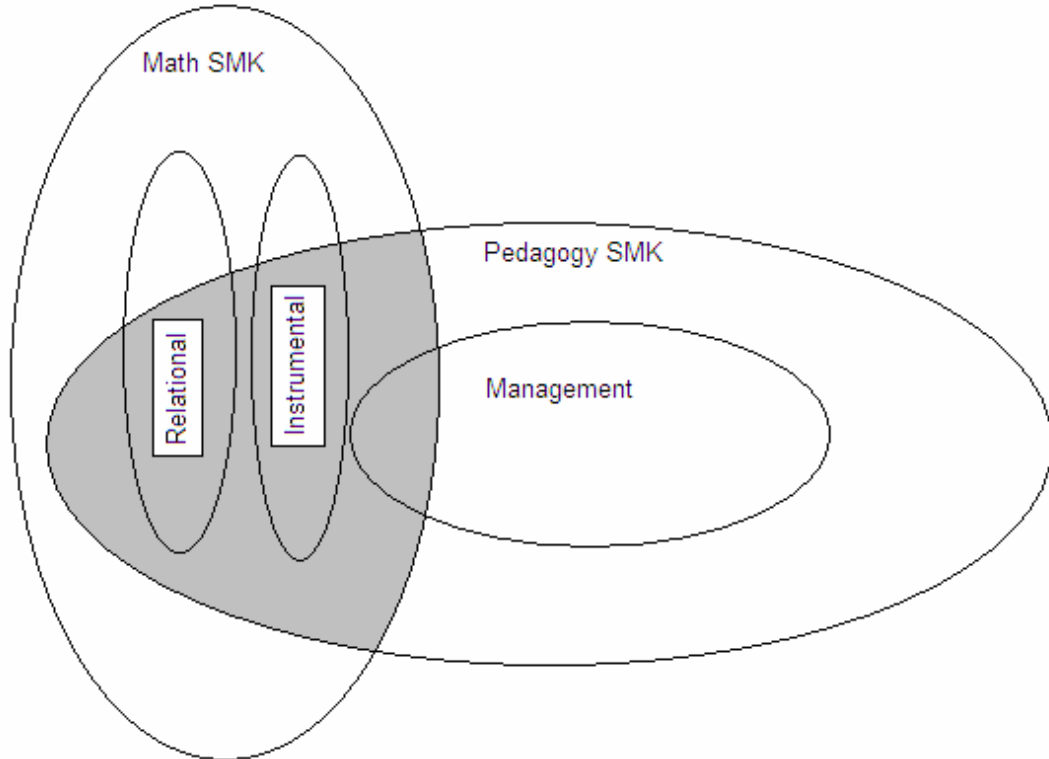 Math SMK
Pedagogy SMK
Relational
Instrumental
Management